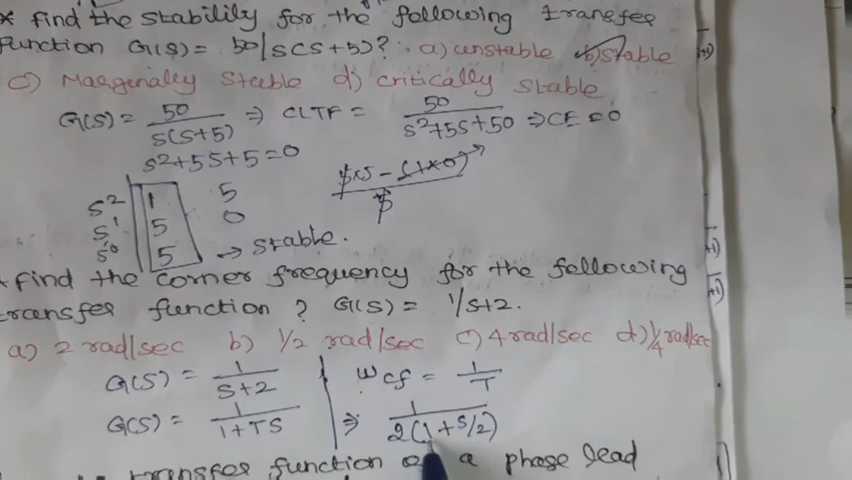 * find the stability for the following transfer
function G(s) = 50/s(s+5)? a) unstable b) stable
c) Marginally stable d) critically stable
G(s) = 50/s(s+5) ⇒ CLTF = 50/s²+5s+50 ⇒ CE = 0
s²+5s+5=0
s² 1 5
s¹ 5 0
s⁰ 5 → stable.
5×5 - (1×0)/5
* find the corner frequency for the following
transfer function? G(s) = 1/s+2.
a) 2 rad/sec b) 1/2 rad/sec c) 4 rad/sec d) 1/4 rad/sec
G(s) = 1/s+2 ωcf = 1/T
G(s) = 1/1+TS ⇒ 1/2(1+s/2)
transfer function of a phase lead